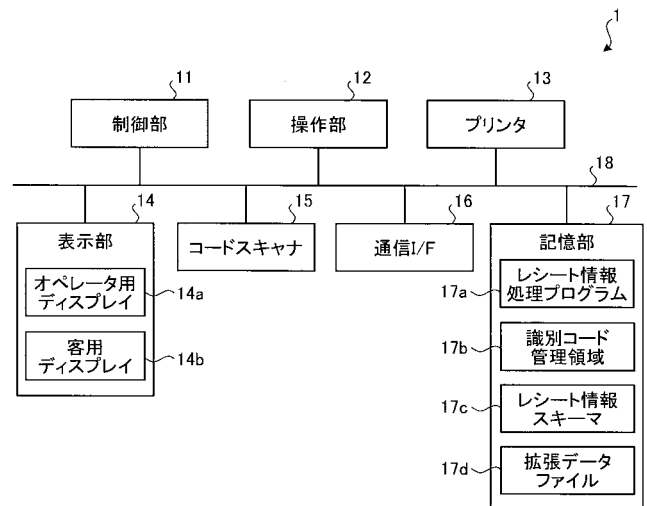 1
11
12
13
制御部
操作部
プリンタ
18
14
15
16
17
表示部
コードスキャナ
通信I/F
記憶部
オペレータ用
ディスプレイ
14a
客用
ディスプレイ
14b
17a
レシート情報
処理プログラム
17b
識別コード
管理領域
17c
レシート情報
スキーマ
17d
拡張データ
ファイル